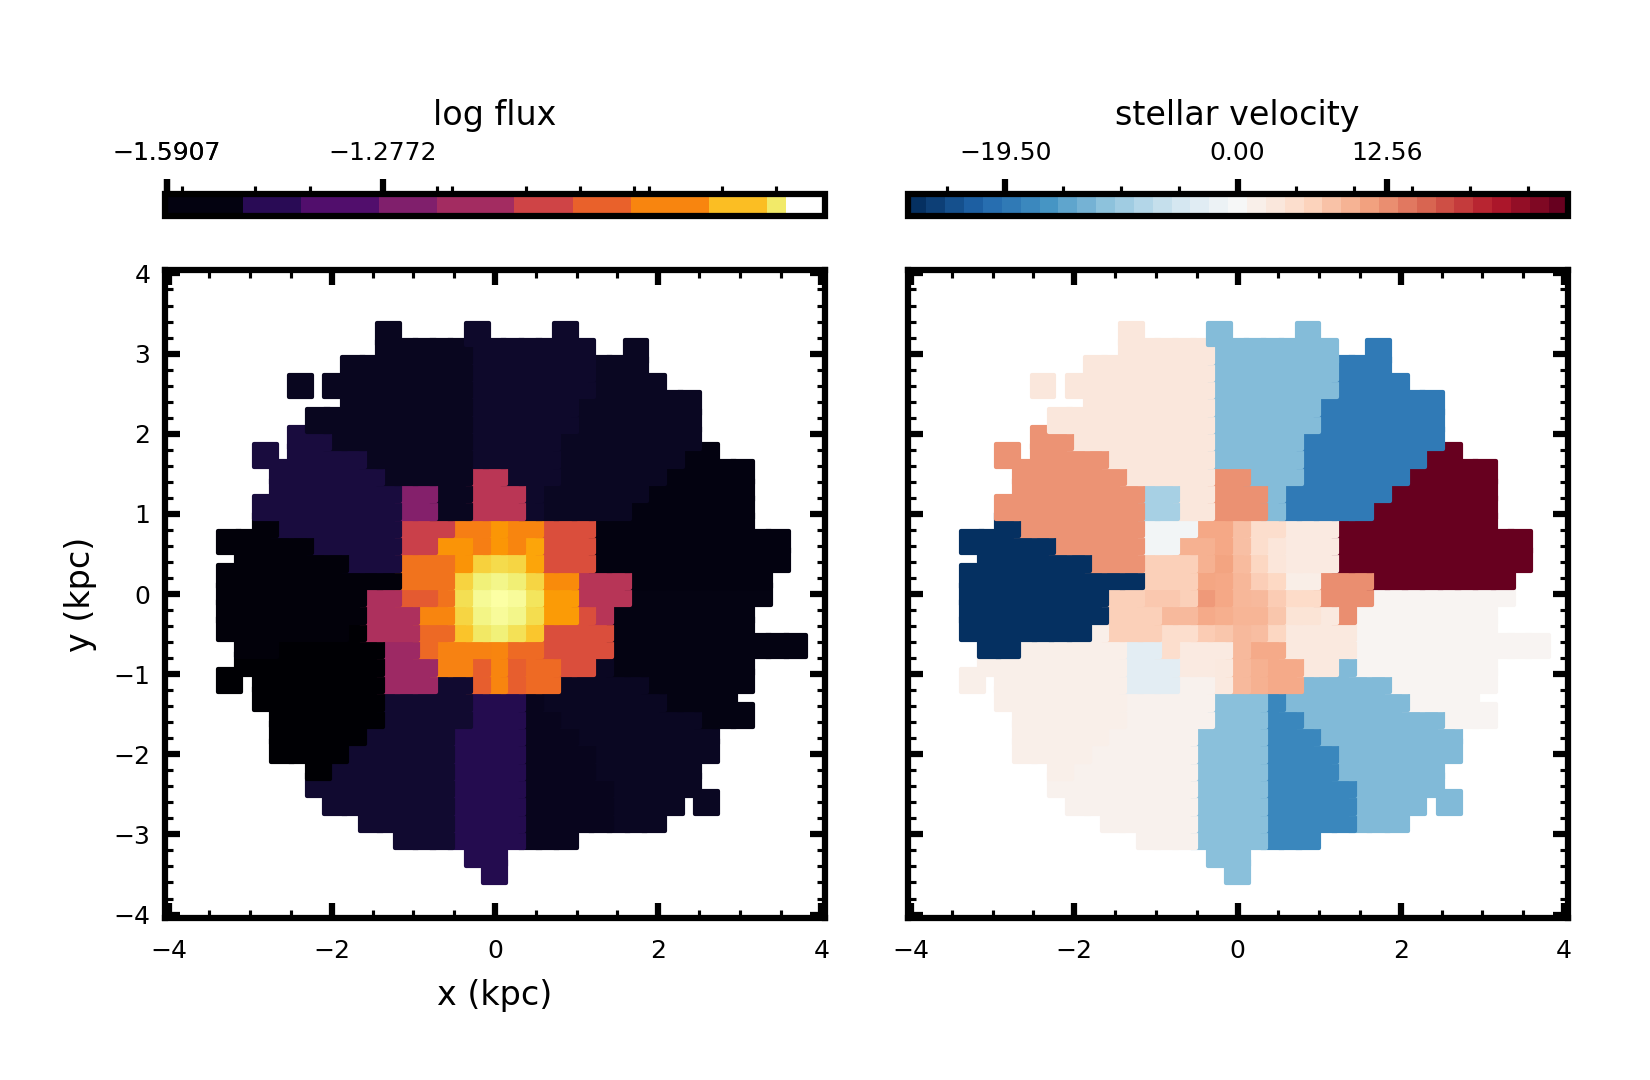 log flux
stellar velocity
−1.5907 −1.2772
−19.50 0.00 12.56
4
3
2
1
0
−1
−2
−3
−4
y (kpc)
−4 −2 0 2 4
−4 −2 0 2 4
x (kpc)